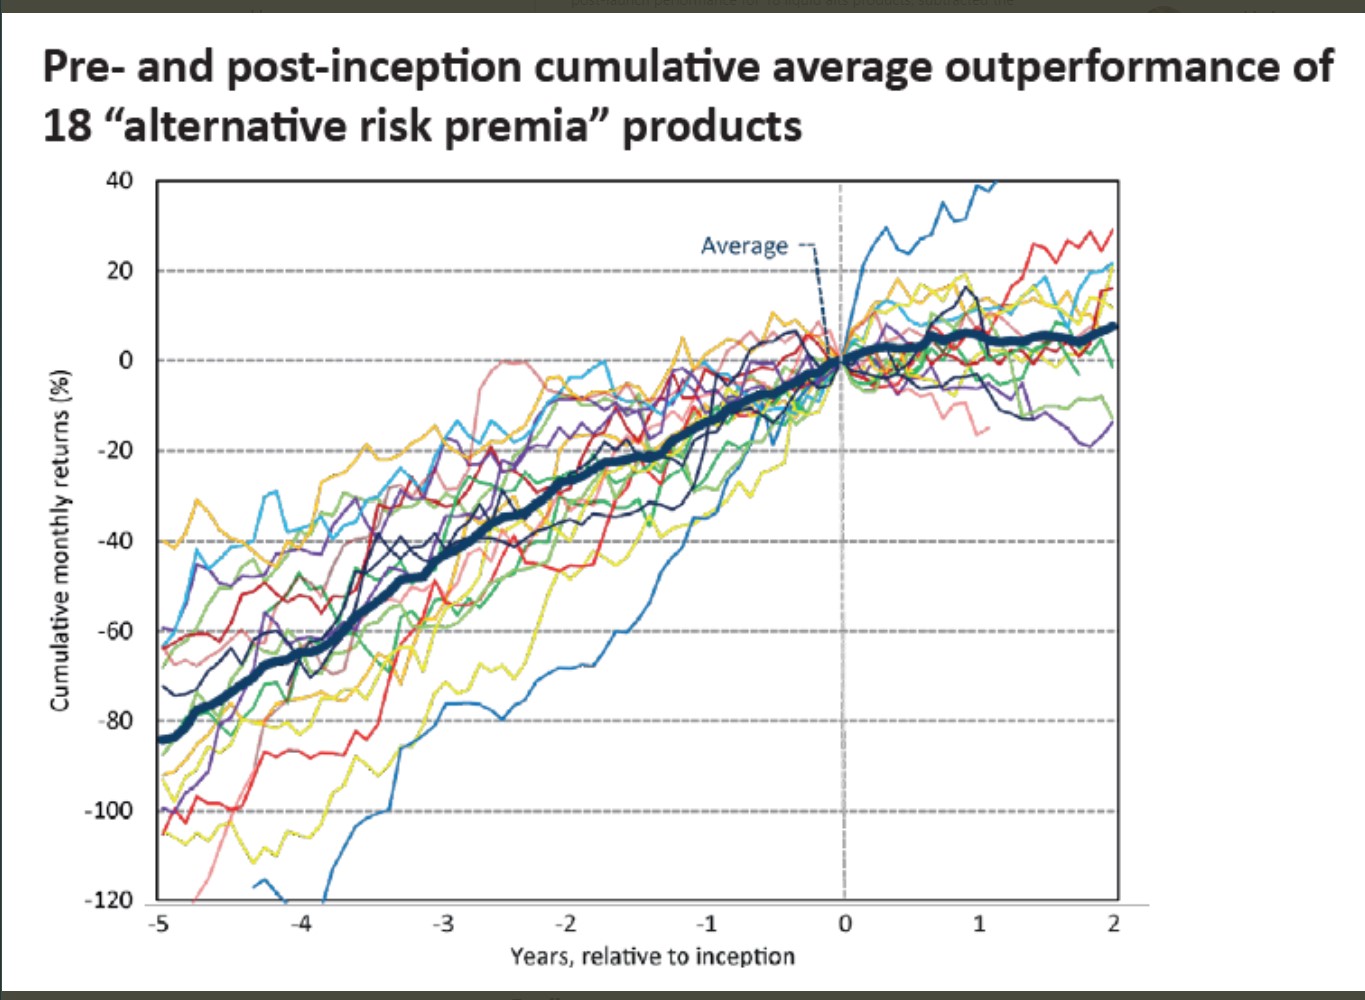 Pre- and post-inception cumulative average outperformance of
18 “alternative risk premia” products
40
20
0
-20
-40
-60
-80
-100
-120
Cumulative monthly returns (%)
Average
-5 -4 -3 -2 -1 0 1 2
Years, relative to inception